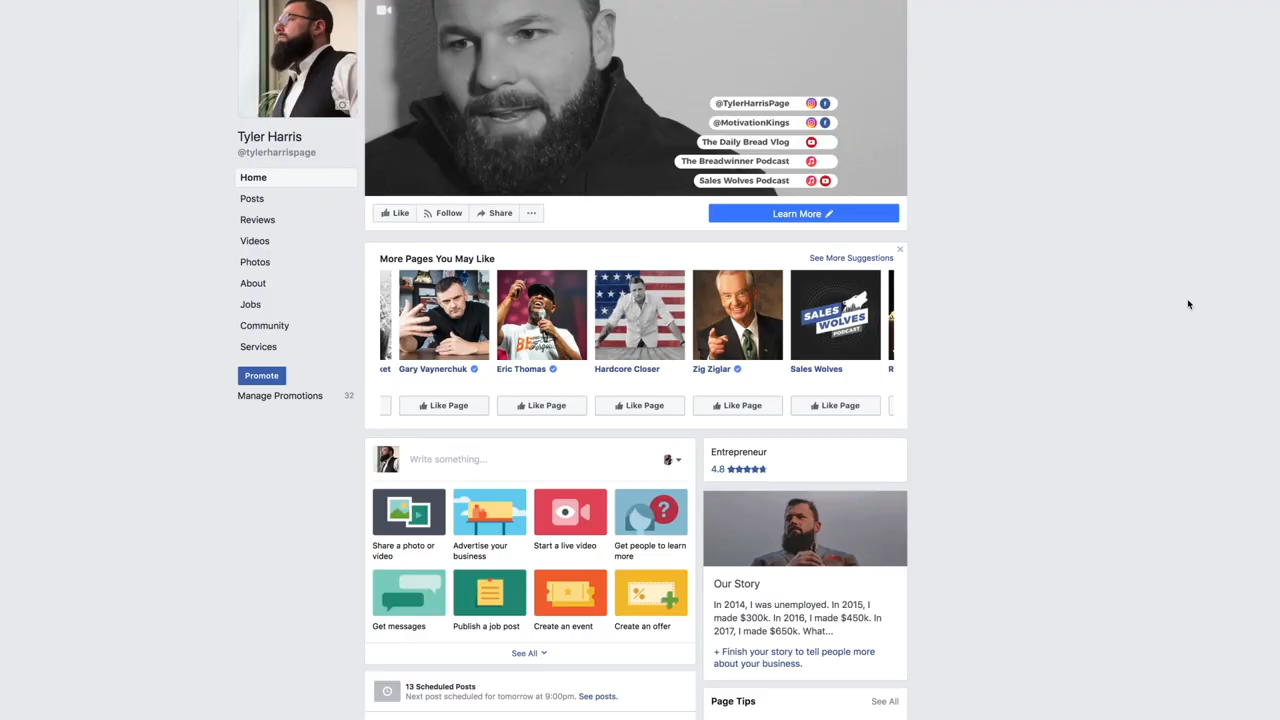 @TylerHarrisPage
@MotivationKings
The Daily Bread Vlog
The Breadwinner Podcast
Sales Wolves Podcast
Tyler Harris
@tylerharrispage
Home
Posts
Reviews
Videos
Photos
About
Jobs
Community
Services
Promote
Manage Promotions 32
Like Follow Share ...
Learn More
More Pages You May Like See More Suggestions
SALES
WOLVES
PODCAST
ket Gary Vaynerchuk Eric Thomas Hardcore Closer Zig Ziglar Sales Wolves R
Like Page Like Page Like Page Like Page Like Page
Write something...
Share a photo or
video
Advertise your
business
Start a live video
Get people to learn
more
Get messages
Publish a job post
Create an event
Create an offer
See All
13 Scheduled Posts
Next post scheduled for tomorrow at 9:00pm. See posts.
Entrepreneur
4.8
Our Story
In 2014, I was unemployed. In 2015, I
made $300k. In 2016, I made $450k. In
2017, I made $650k. What...
+ Finish your story to tell people more
about your business.
Page Tips See All